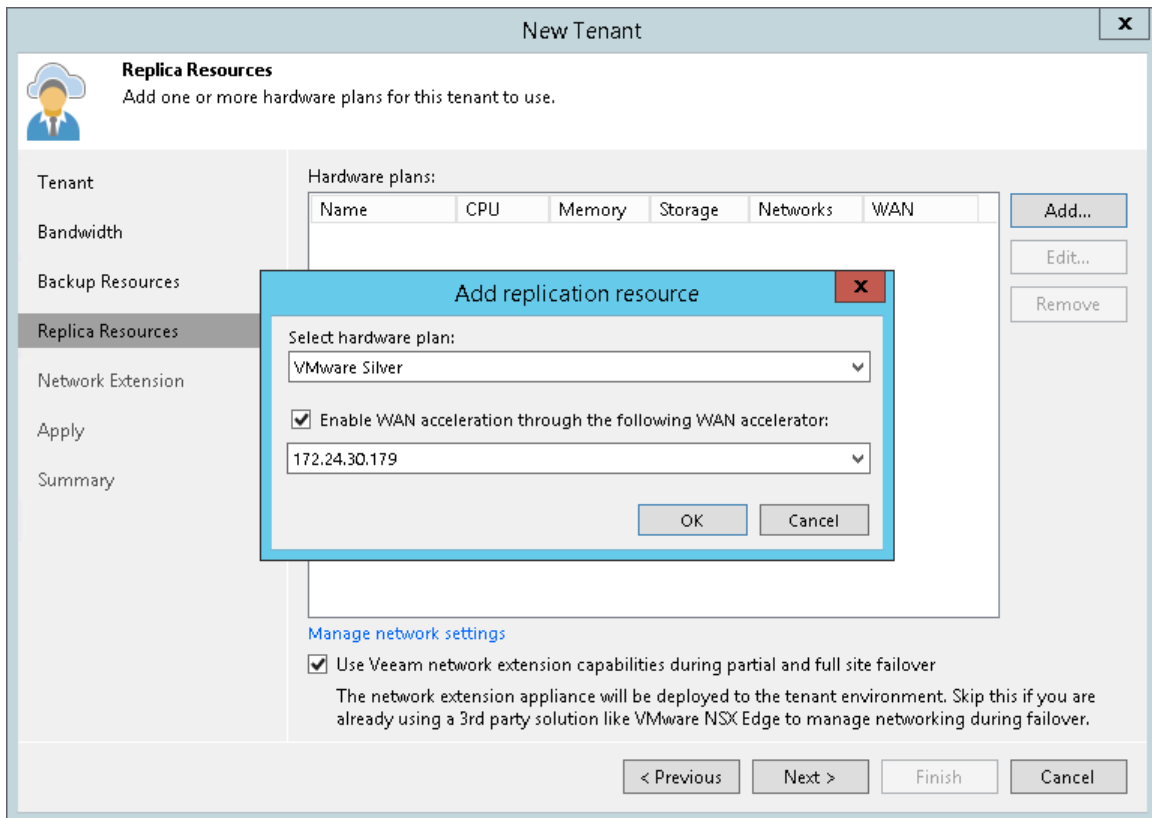 New Tenant
x
Replica Resources
Add one or more hardware plans for this tenant to use.
Tenant
Bandwidth
Backup Resources
Replica Resources
Network Extension
Apply
Summary
Hardware plans:
Name CPU Memory Storage Networks WAN
Add...
Edit...
Remove
Add replication resource
x
Select hardware plan:
VMware Silver
Enable WAN acceleration through the following WAN accelerator:
172.24.30.179
OK Cancel
Manage network settings
Use Veeam network extension capabilities during partial and full site failover
The network extension appliance will be deployed to the tenant environment. Skip this if you are
already using a 3rd party solution like VMware NSX Edge to manage networking during failover.
< Previous Next > Finish Cancel